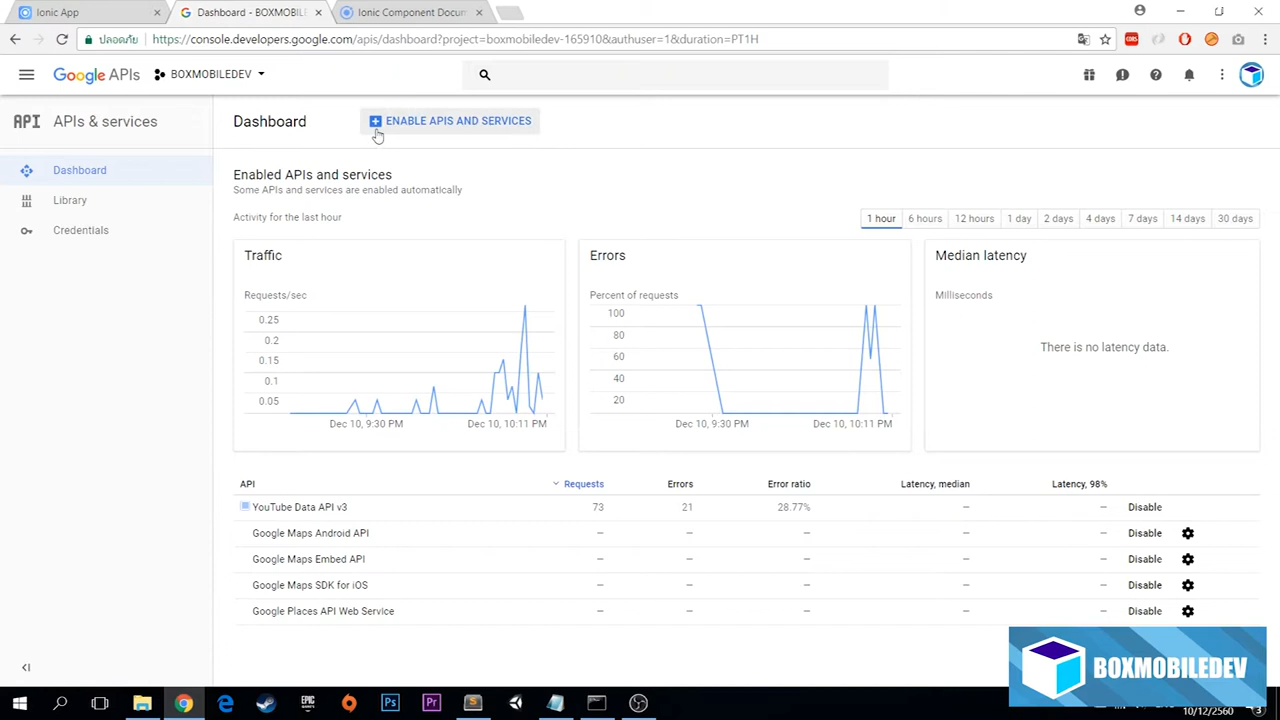 Ionic App
Dashboard - BOXMOBILE
Ionic Component Docum
ปลอดภัย https://console.developers.google.com/apis/dashboard?project=boxmobiledev-165910&authuser=1&duration=PT1H
Google APIs BOXMOBILEDEV
API APIs & services
Dashboard
Library
Credentials
Dashboard ENABLE APIS AND SERVICES
Enabled APIs and services
Some APIs and services are enabled automatically
Activity for the last hour
1 hour 6 hours 12 hours 1 day 2 days 4 days 7 days 14 days 30 days
Traffic
Requests/sec
0.25
0.2
0.15
0.1
0.05
Dec 10, 9:30 PM Dec 10, 10:11 PM
Errors
Percent of requests
100
80
60
40
20
Dec 10, 9:30 PM Dec 10, 10:11 PM
Median latency
Milliseconds
There is no latency data.
API Requests Errors Error ratio Latency, median Latency, 98%
YouTube Data API v3 73 21 28.77% — — Disable
Google Maps Android API — — — — — Disable
Google Maps Embed API — — — — — Disable
Google Maps SDK for iOS — — — — — Disable
Google Places API Web Service — — — — — Disable
BOXMOBILEDEV
EPIC GAMES
Ps
Pr
10/12/2560
3